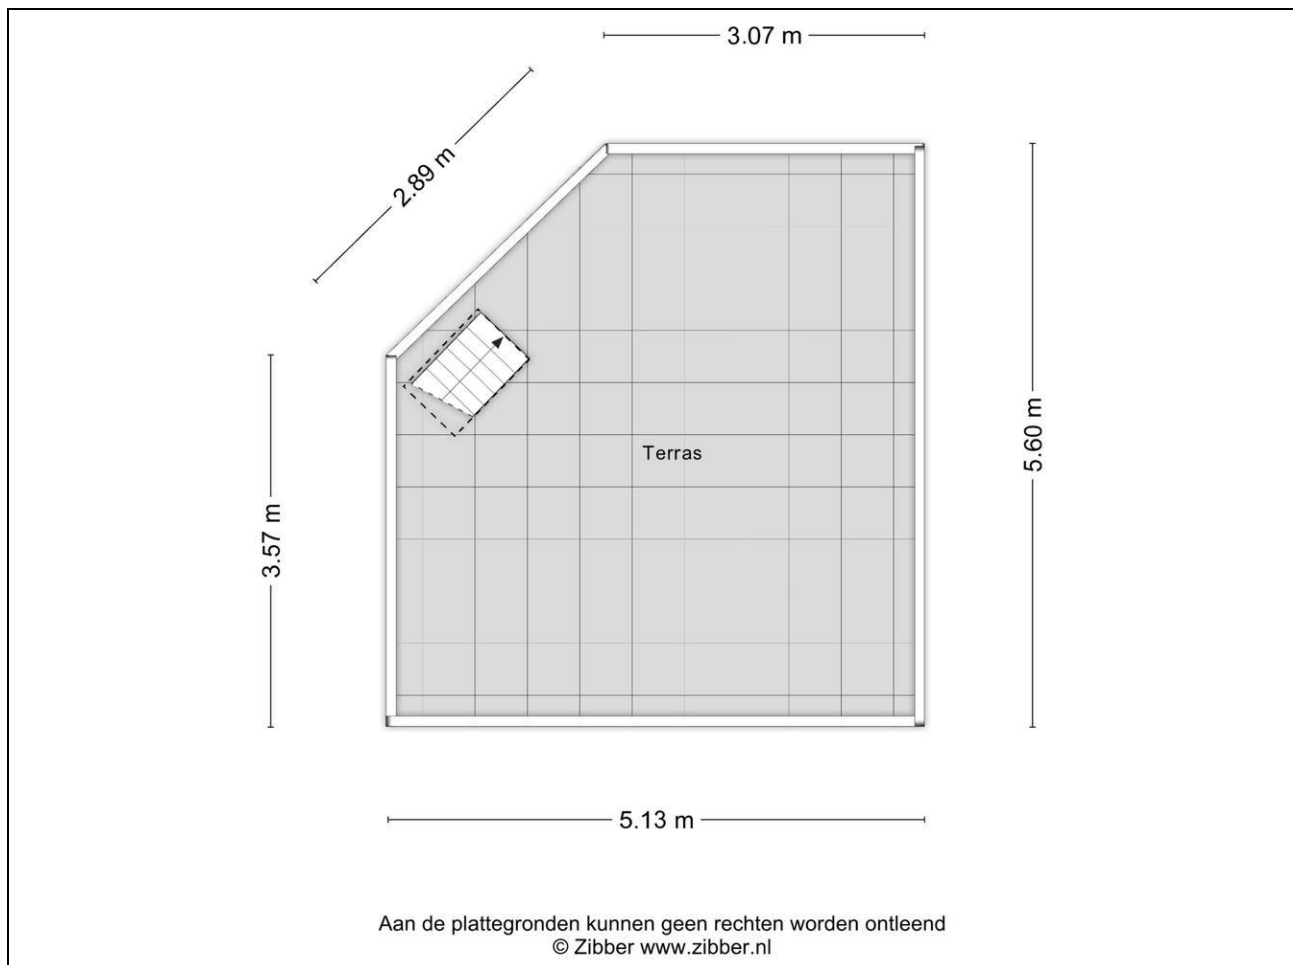 3.07 m
2.89 m
5.60 m
Terras
3.57 m
5.13 m
Aan de plattegronden kunnen geen rechten worden ontleend
© Zibber www.zibber.nl